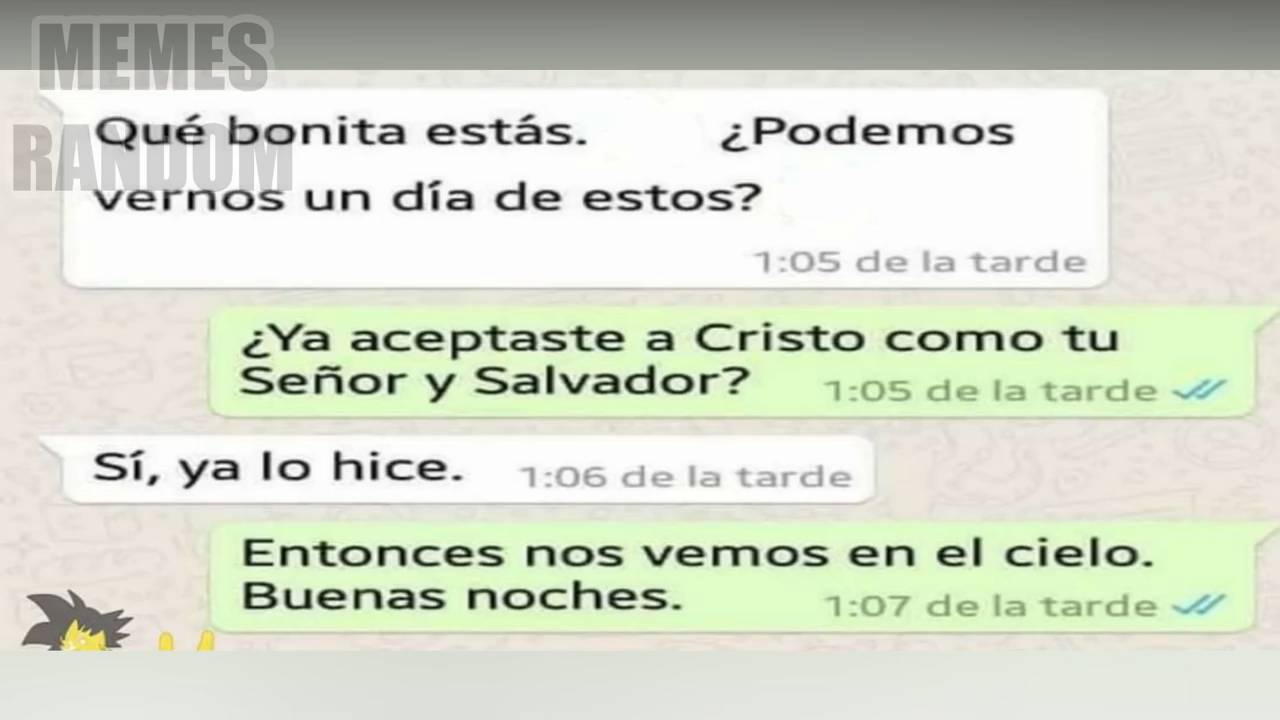 MEMES
RANDOM
Qué bonita estás. ¿Podemos
vernos un día de estos?
1:05 de la tarde
¿Ya aceptaste a Cristo como tu
Señor y Salvador? 1:05 de la tarde
Sí, ya lo hice. 1:06 de la tarde
Entonces nos vemos en el cielo.
Buenas noches. 1:07 de la tarde